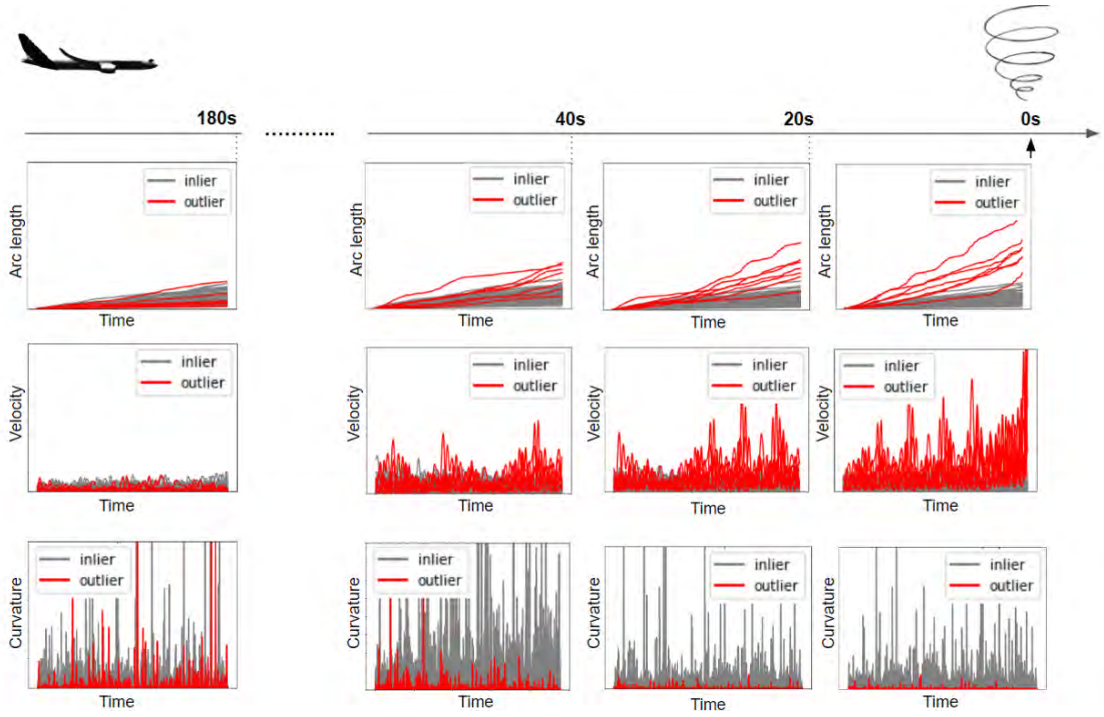 180s
40s
20s
0s
Arc length
inlier
outlier
Time
Arc length
inlier
outlier
Time
Arc length
inlier
outlier
Time
Arc length
inlier
outlier
Time
Velocity
inlier
outlier
Time
Velocity
inlier
outlier
Time
Velocity
inlier
outlier
Time
Velocity
inlier
outlier
Time
Curvature
inlier
outlier
Time
Curvature
inlier
outlier
Time
Curvature
inlier
outlier
Time
Curvature
inlier
outlier
Time